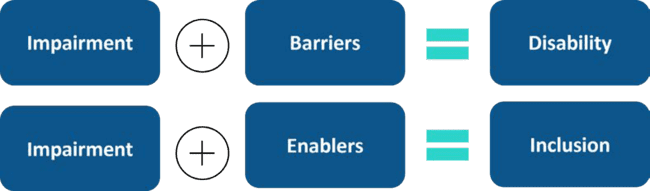 Impairment + Barriers = Disability
Impairment + Enablers = Inclusion